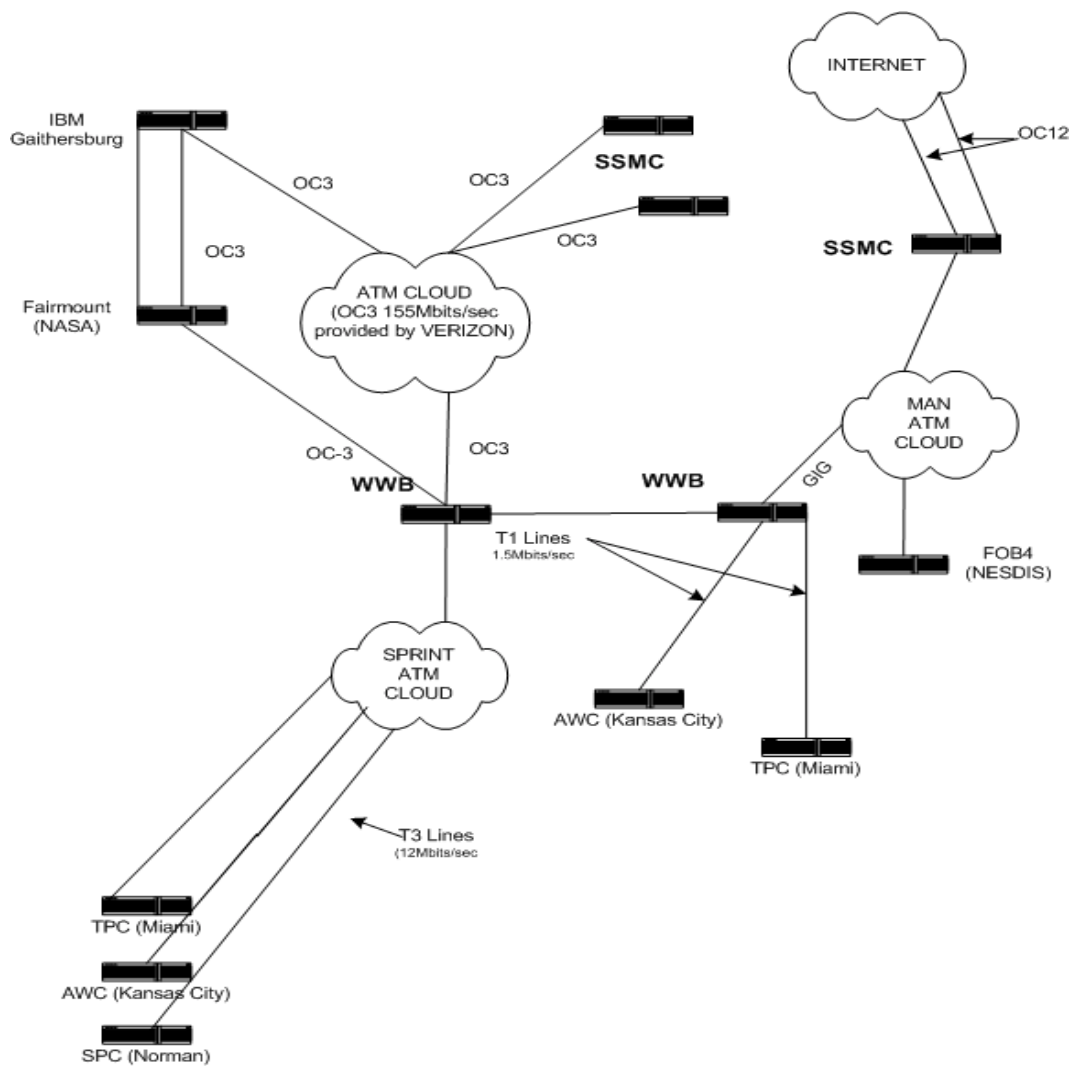 INTERNET
IBM
Gaithersburg
OC12
SSMC
OC3
OC3
OC3
OC3
SSMC
ATM CLOUD
(OC3 155Mbits/sec
provided by VERIZON)
Fairmount
(NASA)
MAN
ATM
CLOUD
OC-3
OC3
GIG
WWB
WWB
T1 Lines
1.5Mbits/sec
FOB4
(NESDIS)
SPRINT
ATM
CLOUD
AWC (Kansas City)
TPC (Miami)
T3 Lines
(12Mbits/sec
TPC (Miami)
AWC (Kansas City)
SPC (Norman)